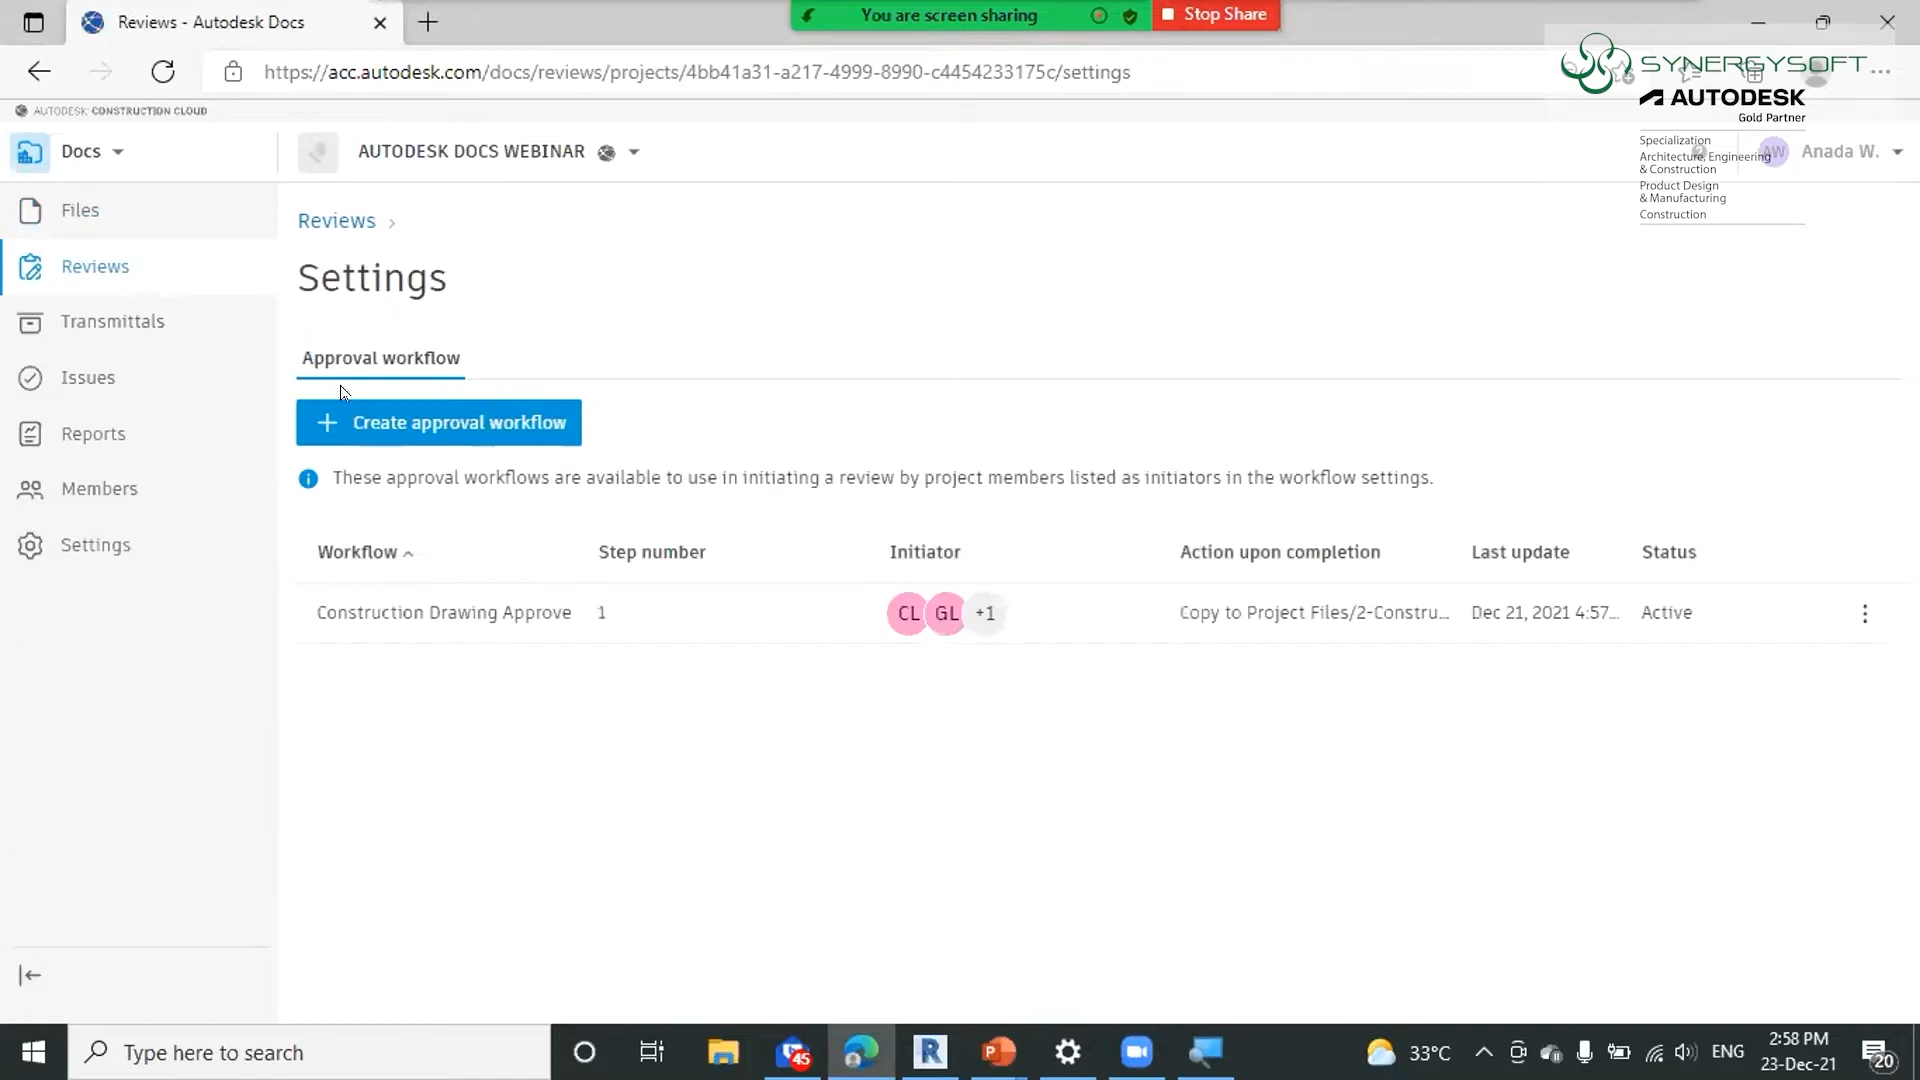 Reviews - Autodesk Docs
You are screen sharing
Stop Share
https://acc.autodesk.com/docs/reviews/projects/4bb41a31-a217-4999-8990-c4454233175c/settings
SYNERGYSOFT
AUTODESK
Gold Partner
Specialization
Architecture, Engineering
& Construction
Product Design
& Manufacturing
Construction
AUTODESK CONSTRUCTION CLOUD
Docs
AUTODESK DOCS WEBINAR
AW
Anada W.
Files
Reviews
Transmittals
Issues
Reports
Members
Settings
Reviews
Settings
Approval workflow
Create approval workflow
These approval workflows are available to use in initiating a review by project members listed as initiators in the workflow settings.
Workflow Step number Initiator Action upon completion Last update Status
Construction Drawing Approve 1 CL GL +1 Copy to Project Files/2-Constru... Dec 21, 2021 4:57... Active
Type here to search
45
R
P
33°C
ENG
2:58 PM
23-Dec-21
20